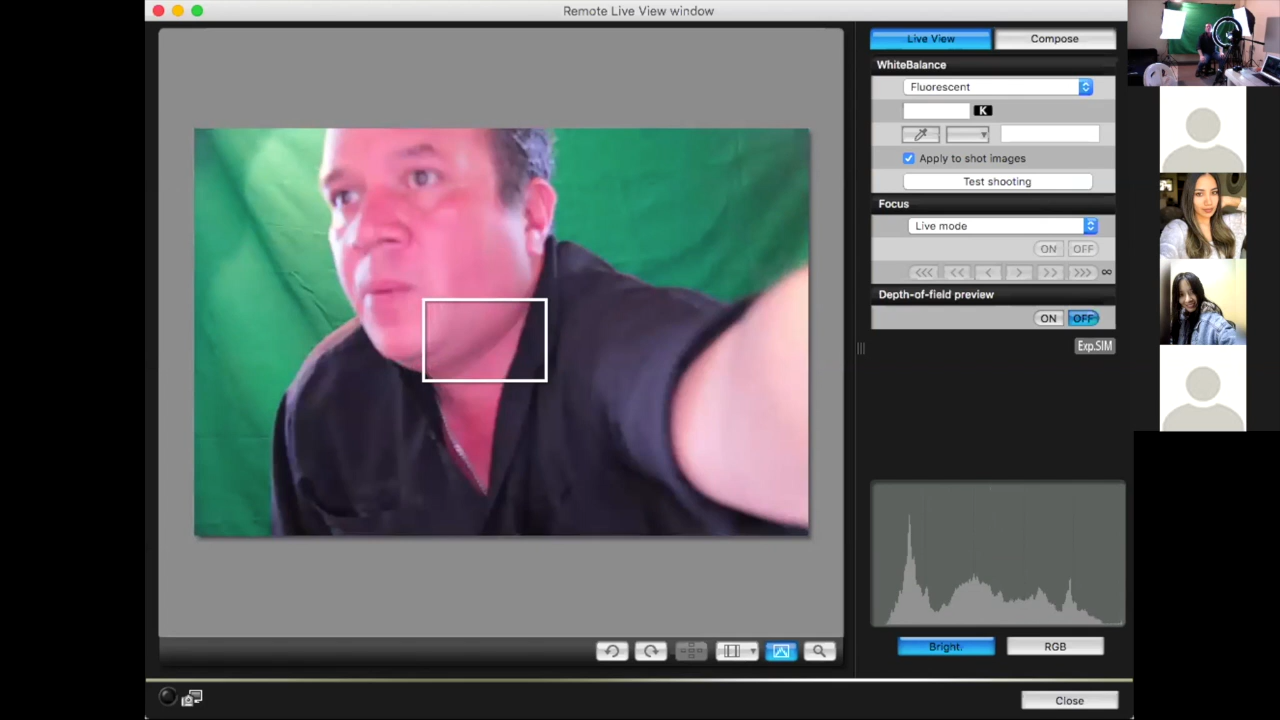 Remote Live View window
Live View
Compose
WhiteBalance
Fluorescent
K
Apply to shot images
Test shooting
Focus
Live mode
ON OFF
Depth-of-field preview
ON OFF
Exp.SIM
Bright.
RGB
Close